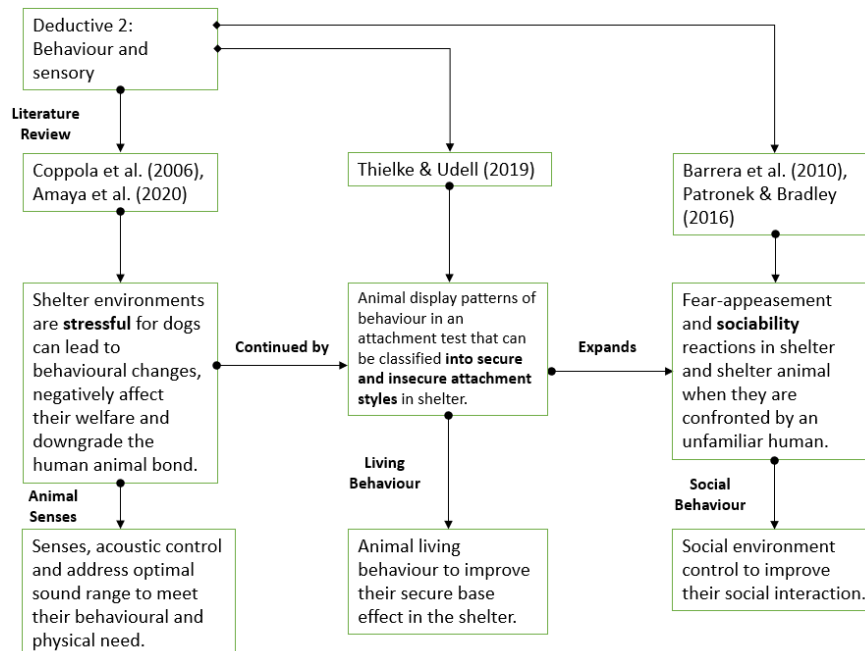 Deductive 2:
Behaviour and
sensory
Literature
Review
Coppola et al. (2006),
Amaya et al. (2020)
Thielke & Udell (2019)
Barrera et al. (2010),
Patronek & Bradley
(2016)
Shelter environments
are stressful for dogs
can lead to
behavioural changes,
negatively affect
their welfare and
downgrade the
human animal bond.
Continued by
Animal display patterns of
behaviour in an
attachment test that can
be classified into secure
and insecure attachment
styles in shelter.
Expands
Fear-appeasement
and sociability
reactions in shelter
and shelter animal
when they are
confronted by an
unfamiliar human.
Animal
Senses
Living
Behaviour
Social
Behaviour
Senses, acoustic control
and address optimal
sound range to meet
their behavioural and
physical need.
Animal living
behaviour to improve
their secure base
effect in the shelter.
Social environment
control to improve
their social interaction.